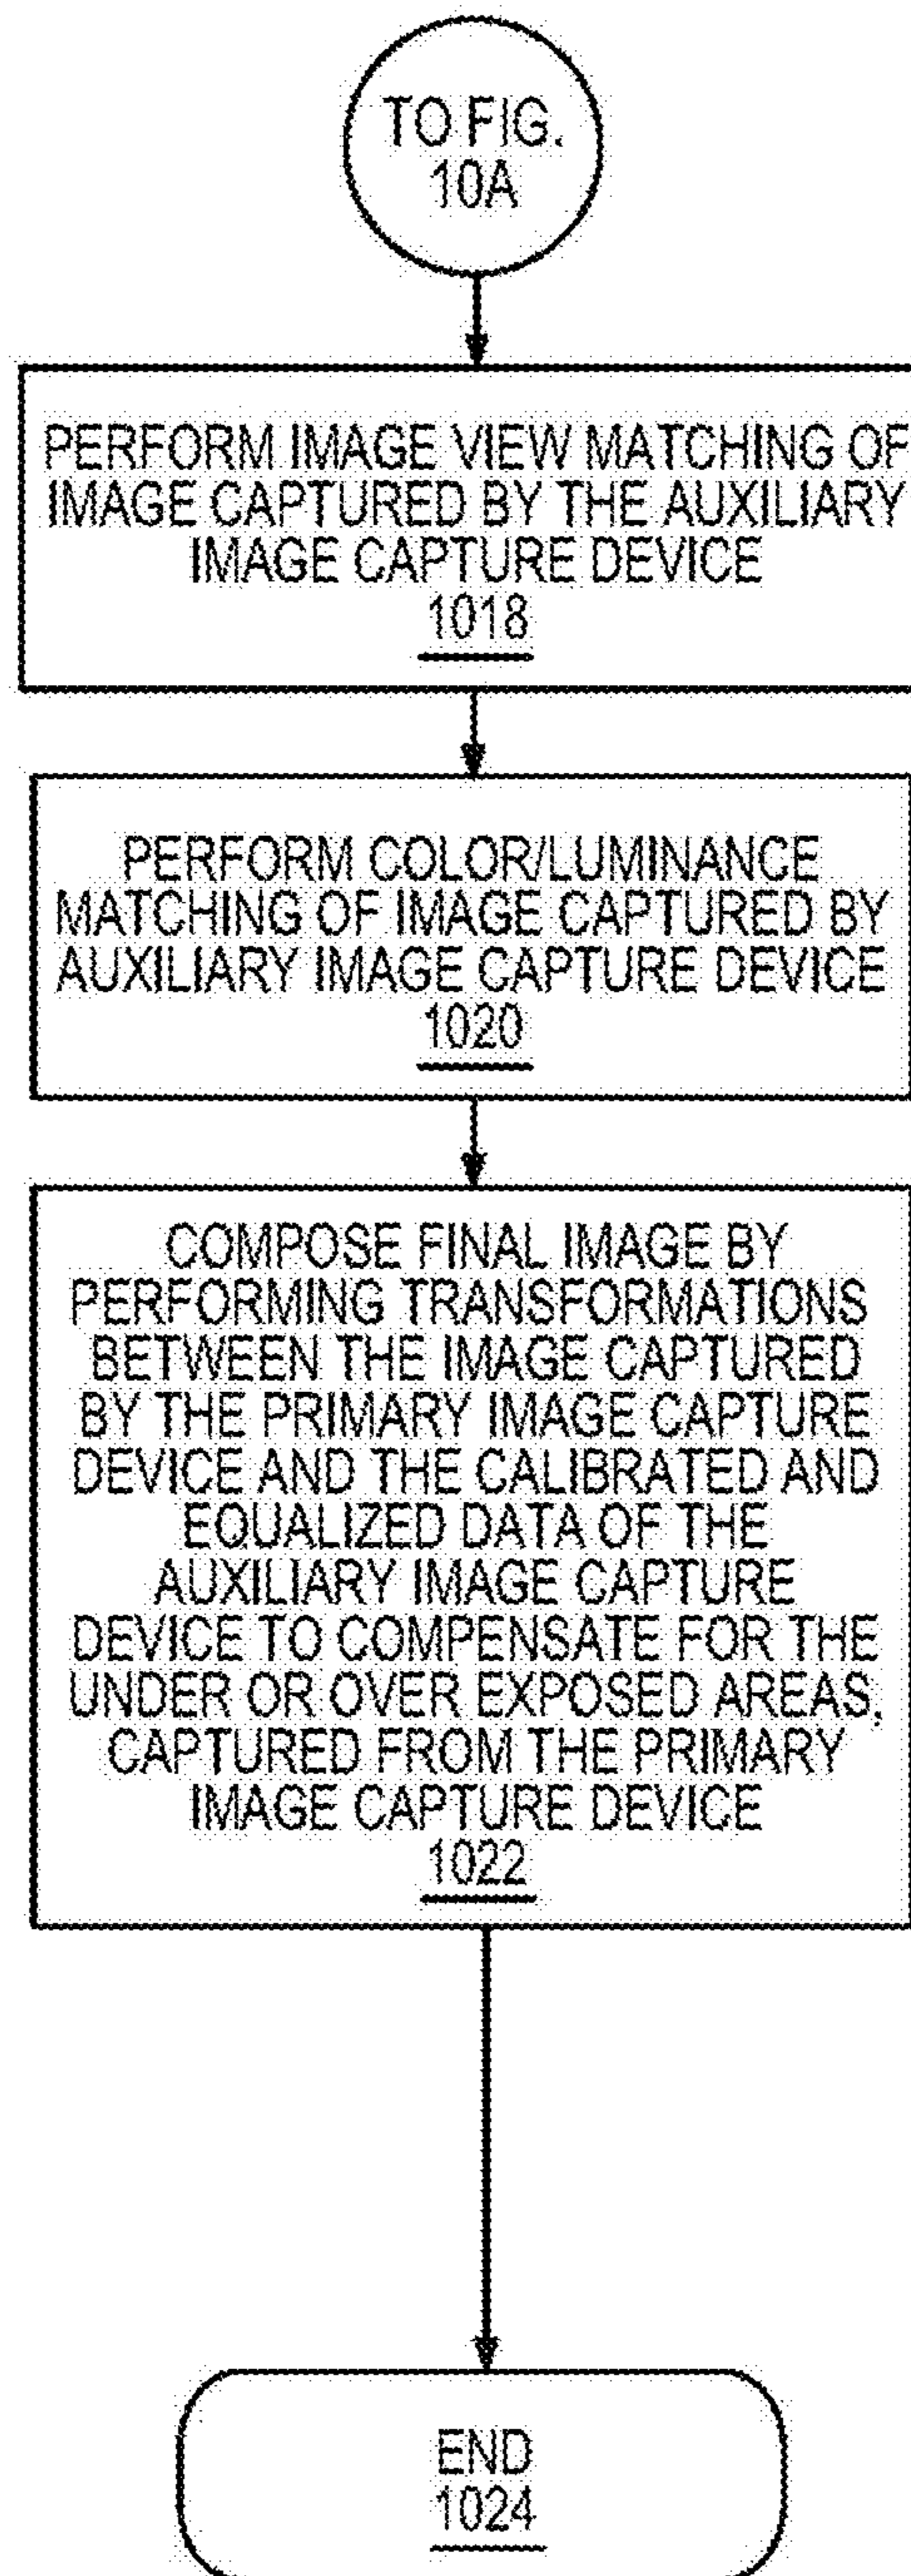 TO FIG.
10A
PERFORM IMAGE VIEW MATCHING OF
IMAGE CAPTURED BY THE AUXILIARY
IMAGE CAPTURE DEVICE
1018
PERFORM COLOR/LUMINANCE
MATCHING OF IMAGE CAPTURED BY
AUXILIARY IMAGE CAPTURE DEVICE
1020
COMPOSE FINAL IMAGE BY
PERFORMING TRANSFORMATIONS
BETWEEN THE IMAGE CAPTURED
BY THE PRIMARY IMAGE CAPTURE
DEVICE AND THE CALIBRATED AND
EQUALIZED DATA OF THE
AUXILIARY IMAGE CAPTURE
DEVICE TO COMPENSATE FOR THE
UNDER OR OVER EXPOSED AREAS,
CAPTURED FROM THE PRIMARY
IMAGE CAPTURE DEVICE
1022
END
1024